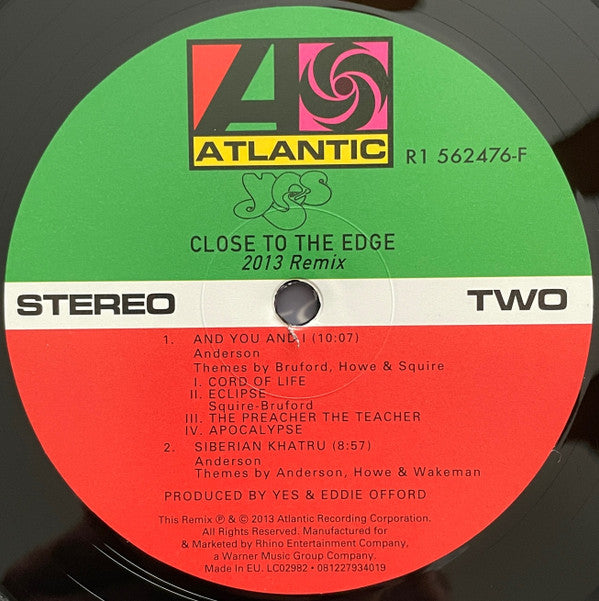 ATLANTIC
R1 562476-F
yes
CLOSE TO THE EDGE
2013 Remix
STEREO TWO
1. AND YOU AND I (10:07)
Anderson
Themes by Bruford, Howe & Squire
I. CORD OF LIFE
II. ECLIPSE
Squire-Bruford
III. THE PREACHER THE TEACHER
IV. APOCALYPSE
2. SIBERIAN KHATRU (8:57)
Anderson
Themes by Anderson, Howe & Wakeman
PRODUCED BY YES & EDDIE OFFORD
This Remix ℗ & © 2013 Atlantic Recording Corporation.
All Rights Reserved. Manufactured for
& Marketed by Rhino Entertainment Company,
a Warner Music Group Company.
Made In EU. LC02982 • 081227934019